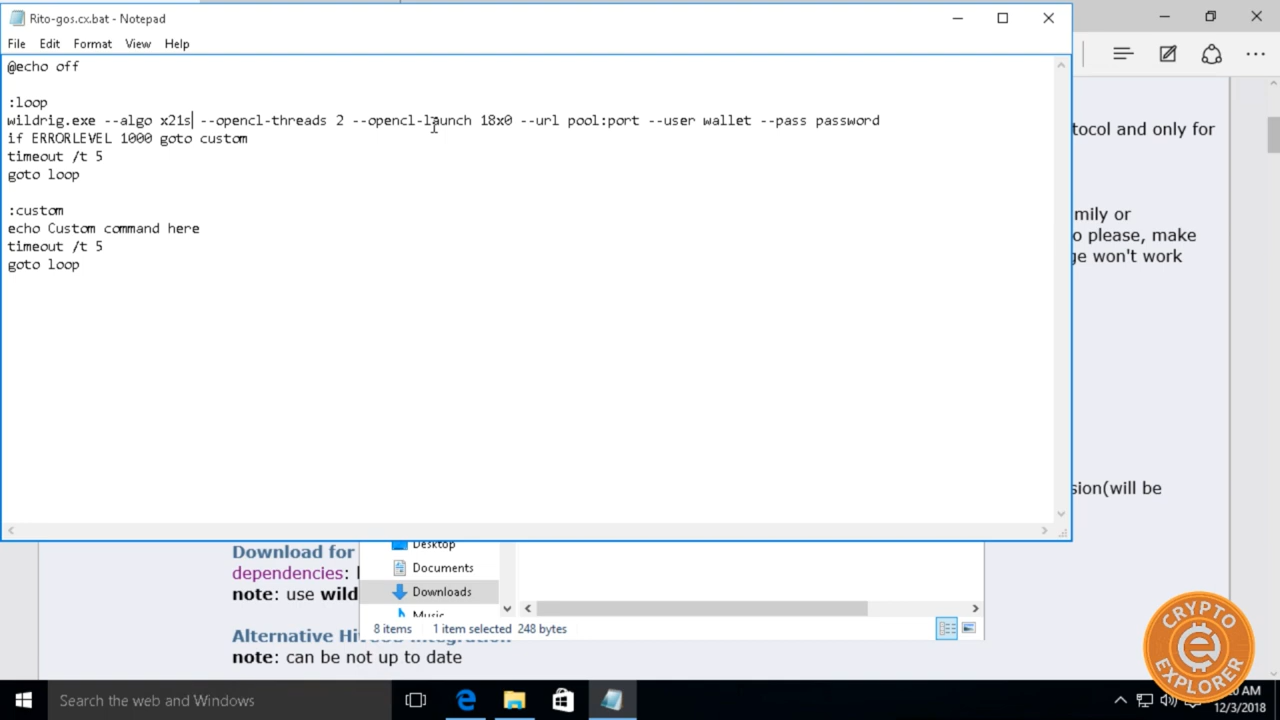 Rito-gos.cx.bat - Notepad
File Edit Format View Help
@echo off
:loop
wildrig.exe --algo x21s --opencl-threads 2 --opencl-launch 18x0 --url pool:port --user wallet --pass password
if ERRORLEVEL 1000 goto custom
timeout /t 5
goto loop
:custom
echo Custom command here
timeout /t 5
goto loop
tocol and only for
mily or
o please, make
ge won't work
sion(will be
Download for
dependencies:
note: use wild
Alternative
note: can be not up to date
Desktop
Documents
Downloads
Music
8 items 1 item selected 248 bytes
CRYPTO
EXPLORER
Search the web and Windows
AM
12/3/2018